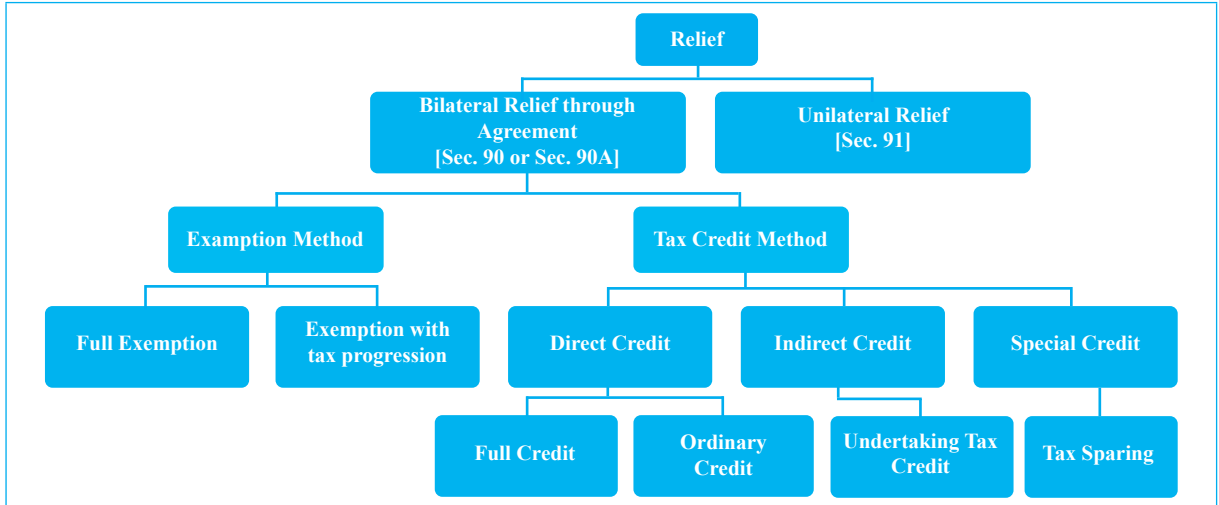 Relief
Bilateral Relief through
Agreement
[Sec. 90 or Sec. 90A]
Unilateral Relief
[Sec. 91]
Examption Method
Tax Credit Method
Full Exemption
Exemption with
tax progression
Direct Credit
Indirect Credit
Special Credit
Full Credit
Ordinary
Credit
Undertaking Tax
Credit
Tax Sparing